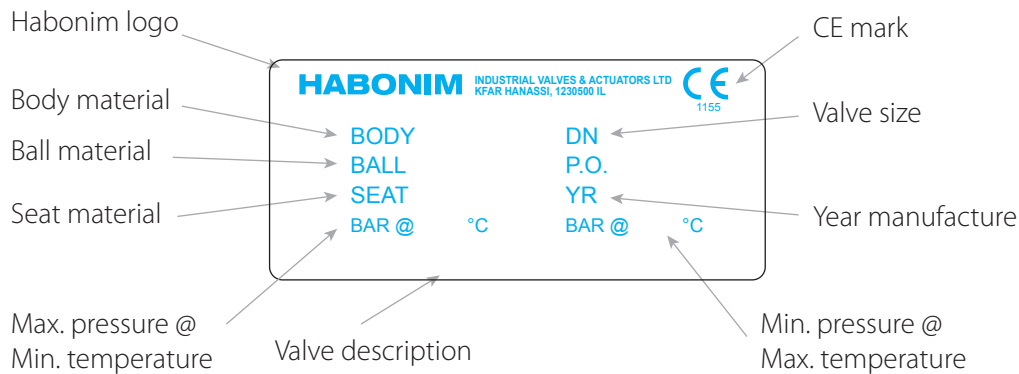 Habonim logo
CE mark
HABONIM INDUSTRIAL VALVES & ACTUATORS LTD
KFAR HANASSI, 1230500 IL
CE
1155
Body material
Valve size
BODY DN
Ball material
BALL P.O.
SEAT YR
Seat material
Year manufacture
BAR @ °C BAR @ °C
Max. pressure @
Min. temperature
Valve description
Min. pressure @
Max. temperature